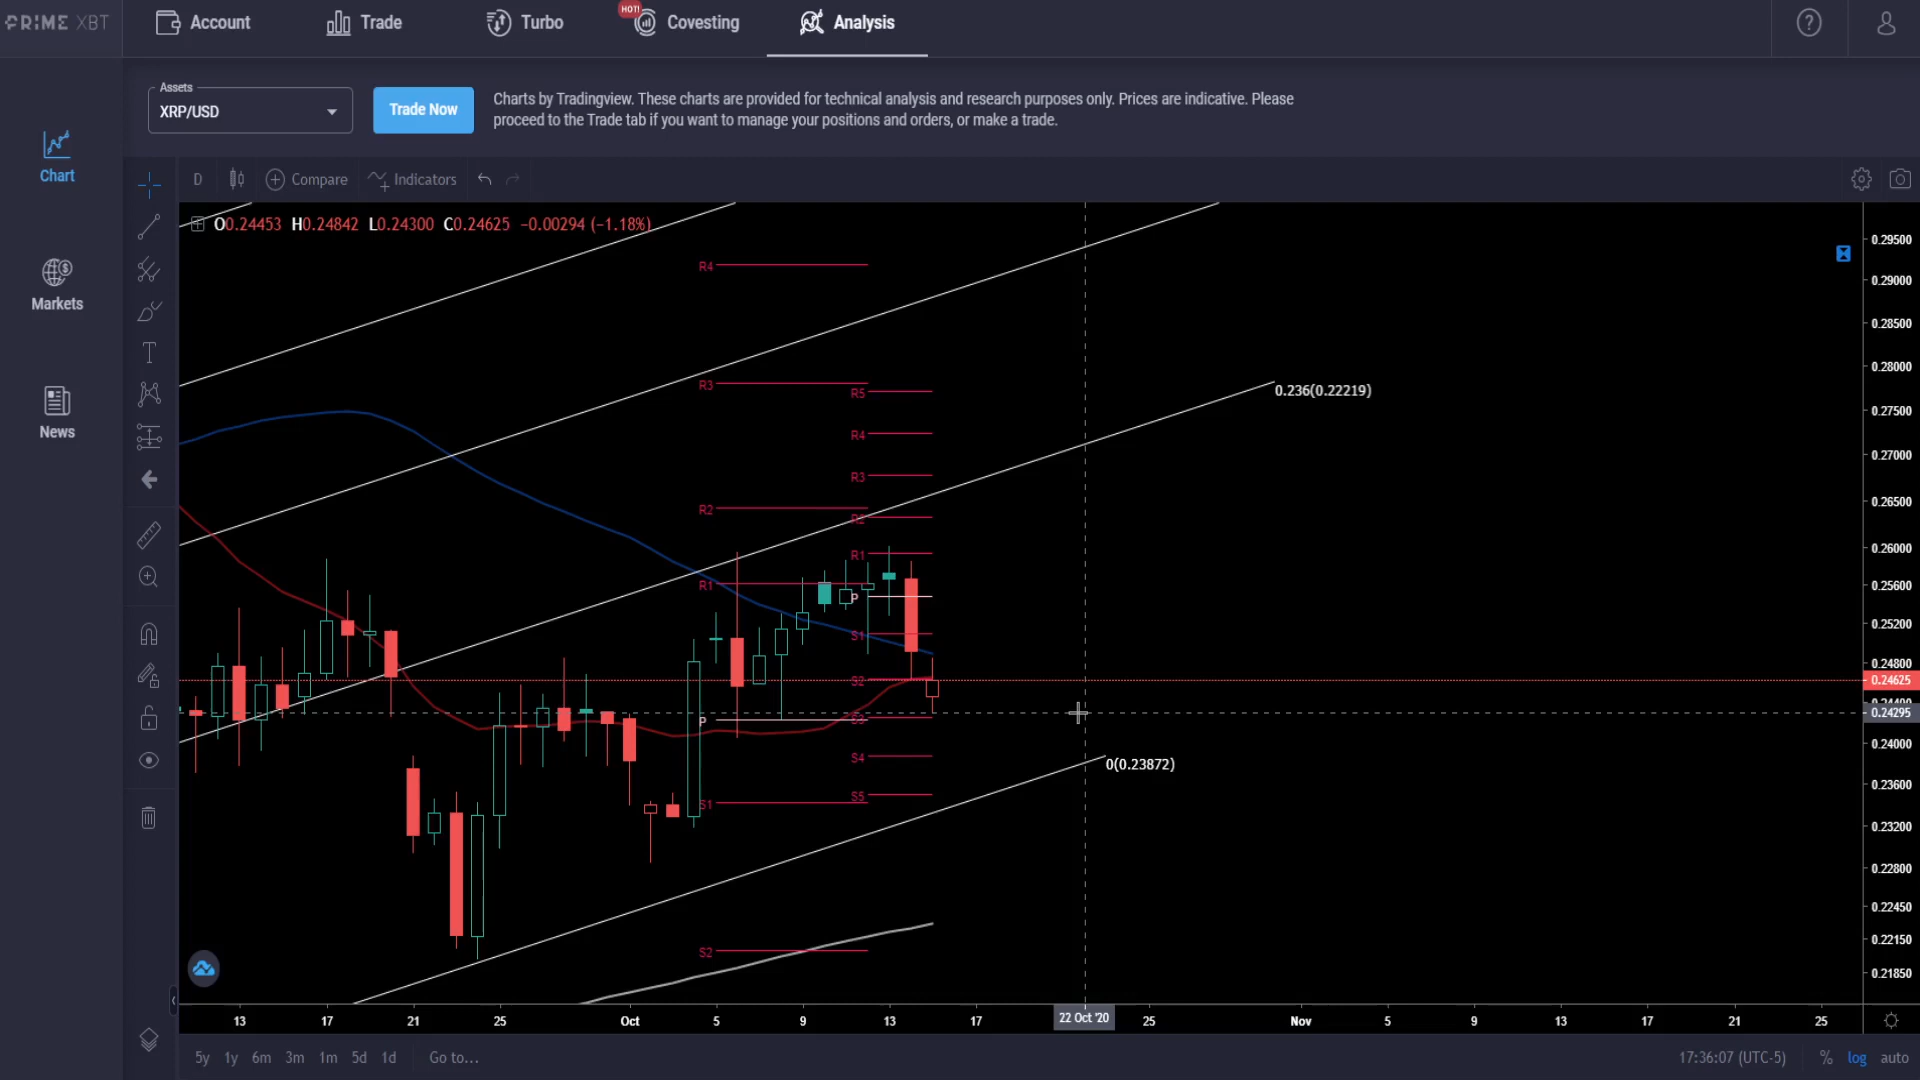 PRIME XBT
Account
Trade
Turbo
HOT!
Covesting
Analysis
Assets
XRP/USD
Trade Now
Charts by Tradingview. These charts are provided for technical analysis and research purposes only. Prices are indicative. Please
proceed to the Trade tab if you want to manage your positions and orders, or make a trade.
Chart
Markets
News
D
Compare
Indicators
O0.24453 H0.24842 L0.24300 C0.24625 −0.00294 (−1.18%)
R4
R3
R2
R1
P
S1
S2
R5
R4
R3
R2
R1
P
S1
S2
S3
S4
S5
0.236(0.22219)
0(0.23872)
0.29500
0.29000
0.28500
0.28000
0.27500
0.27000
0.26500
0.26000
0.25600
0.25200
0.24800
0.24625
0.24400
0.24295
0.24000
0.23600
0.23200
0.22800
0.22450
0.22150
0.21850
13 17 21 25 Oct 5 9 13 17 22 Oct '20 25 Nov 5 9 13 17 21 25
5y 1y 6m 3m 1m 5d 1d Go to...
17:36:07 (UTC-5) % log auto